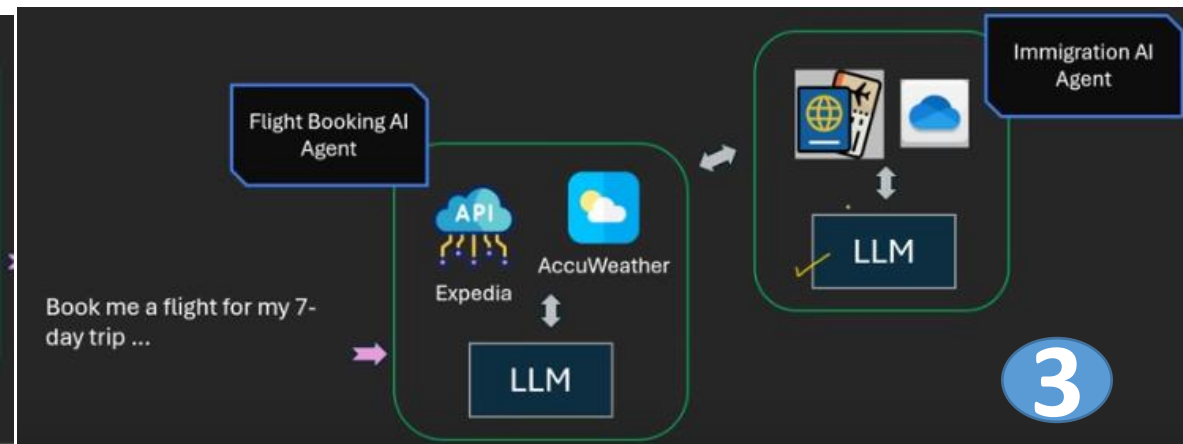 Immigration AI
Agent
Flight Booking AI
Agent
API
AccuWeather
Expedia
LLM
Book me a flight for my 7-
day trip ...
LLM
3